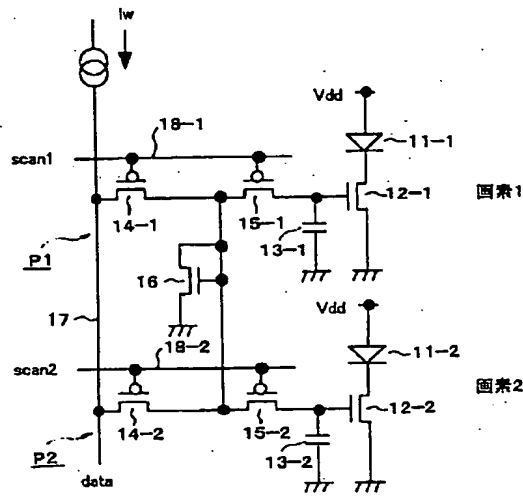 Iw
Vdd
18-1
11-1
scan1
12-1
画素1
14-1
15-1
13-1
P1
16
Vdd
17
18-2
11-2
scan2
画素2
12-2
14-2
15-2
13-2
P2
data